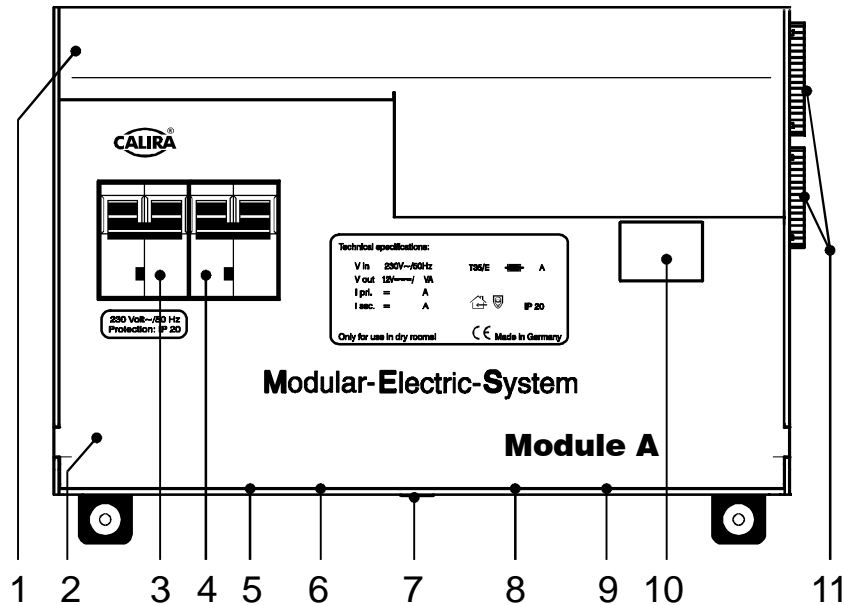 CALIRA®
230 Volt~/50 Hz
Protection: IP 20
Technical specifications:
V in 230V~/50Hz T35/E A
V out 12V / VA
I pri. = A
I sec. = A IP 20
Only for use in dry rooms! CE Made in Germany
Modular-Electric-System
Module A
1 2 3 4 5 6 7 8 9 10 11